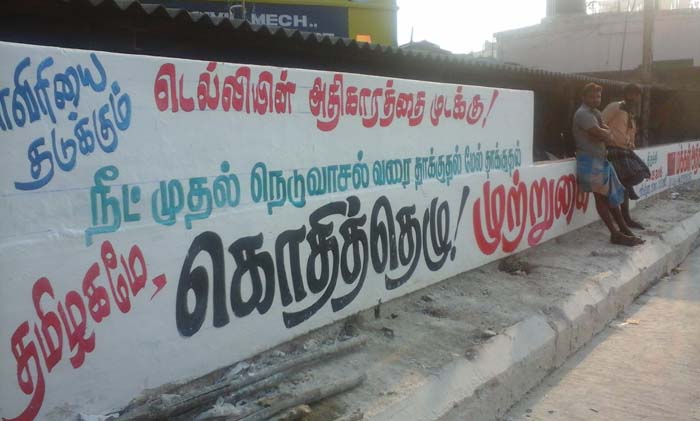 MECH..
காவிரியை
தடுக்கும்
டெல்லியின் அதிகாரத்தை முடக்கு!
நீட் முதல் நெடுவாசல் வரை தாக்குதல் மேல் தாக்குதல்
தமிழகமே,
கொதித்தெழு! முற்றுகை